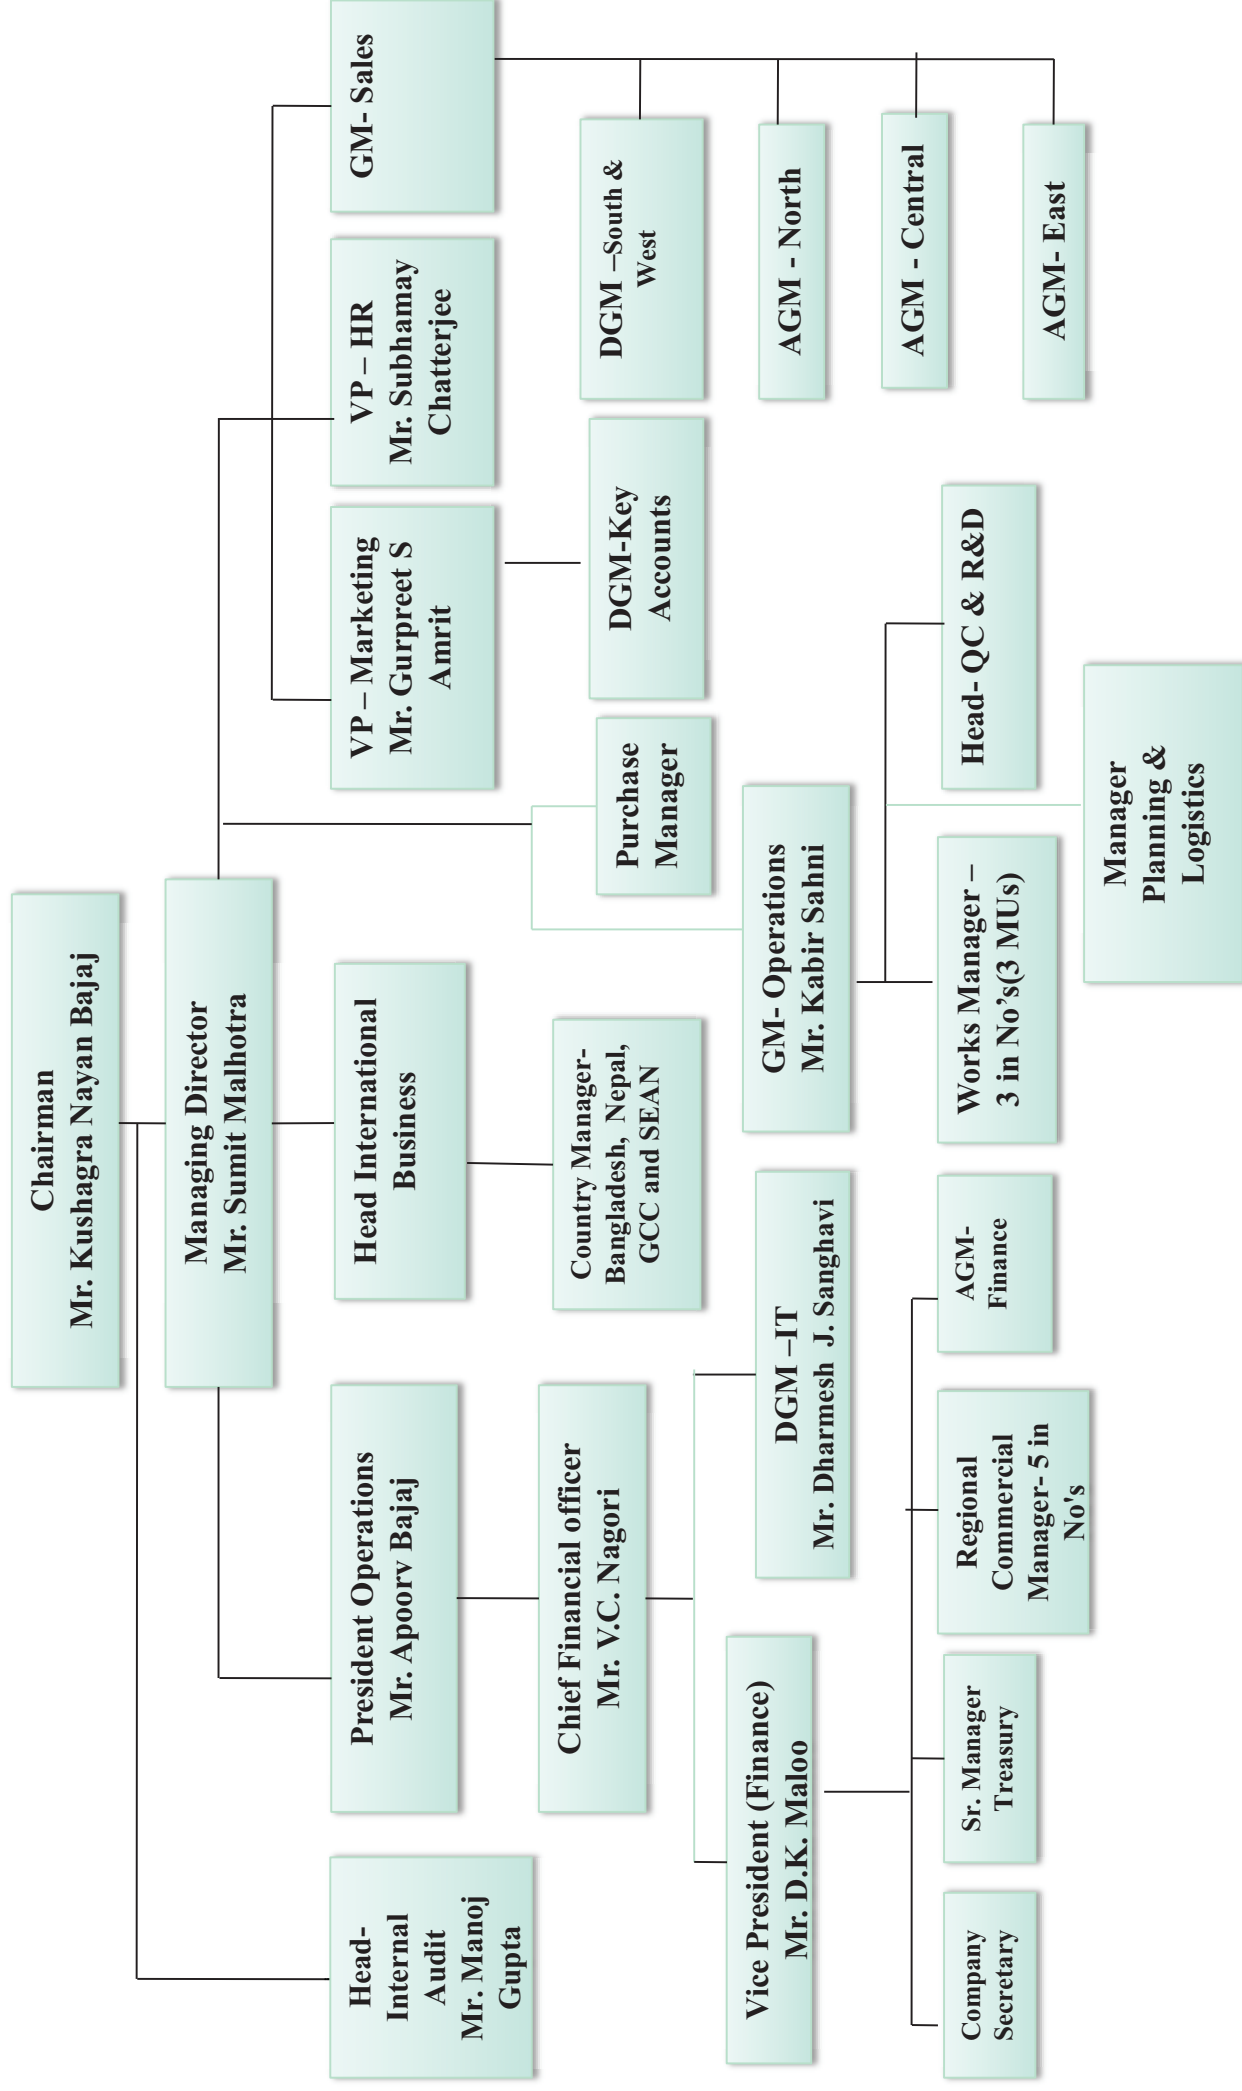 Chairman
Mr. Kushagra Nayan Bajaj
Managing Director
Mr. Sumit Malhotra
Head-
Internal
Audit
Mr. Manoj
Gupta
President Operations
Mr. Apoorv Bajaj
Head International
Business
VP – Marketing
Mr. Gurpreet S
Amrit
VP – HR
Mr. Subhamay
Chatterjee
GM- Sales
Chief Financial officer
Mr. V.C. Nagori
Country Manager-
Bangladesh, Nepal,
GCC and SEAN
Purchase
Manager
DGM-Key
Accounts
DGM –South &
West
Vice President (Finance)
Mr. D.K. Maloo
DGM –IT
Mr. Dharmesh J. Sanghavi
GM- Operations
Mr. Kabir Sahni
AGM - North
AGM - Central
Company
Secretary
Sr. Manager
Treasury
Regional
Commercial
Manager- 5 in
No's
AGM-
Finance
Works Manager –
3 in No’s(3 MUs)
Head- QC & R&D
AGM- East
Manager
Planning &
Logistics